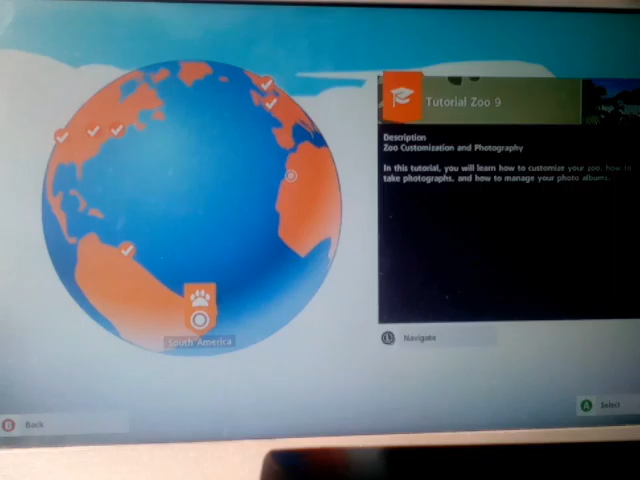 Tutorial Zoo 9
Description
Zoo Customization and Photography
In this tutorial, you will learn how to customize your zoo, how to
take photographs, and how to manage your photo albums.
South America
L Navigate
A Select
B Back